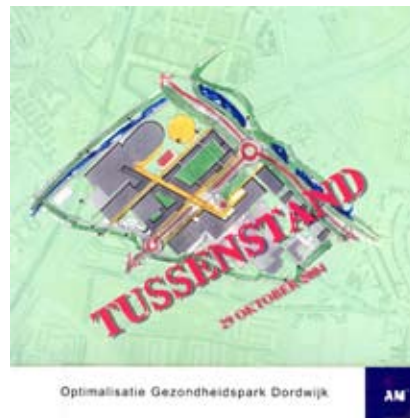 TUSSENSTAND
29 OKTOBER 2004
Optimalisatie Gezondheidspark Dordwijk
AM